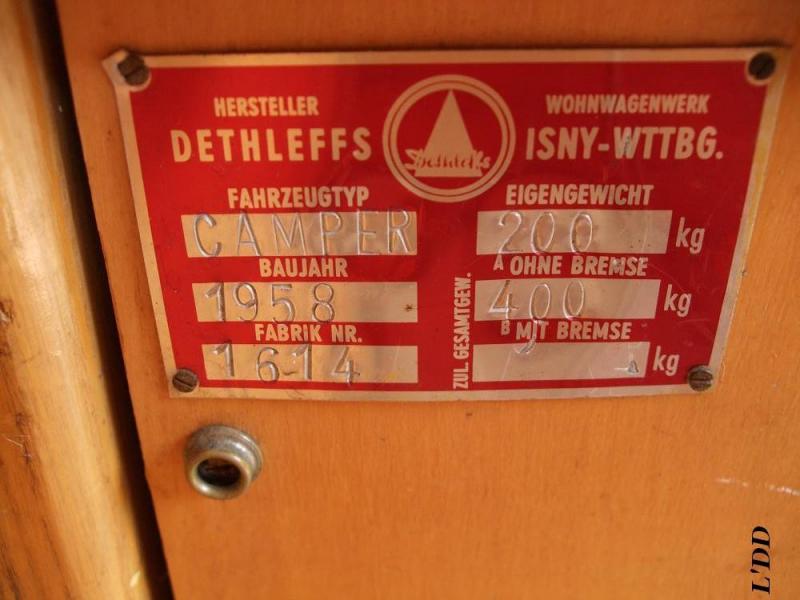 HERSTELLER
DETHLEFFS
Dethleffs
WOHNWAGENWERK
ISNY-WTTBG.
FAHRZEUGTYP
CAMPER
BAUJAHR
1958
FABRIK NR.
1614
EIGENGEWICHT
200 kg
ZUL. GESAMTGEW.
A OHNE BREMSE
400 kg
B MIT BREMSE
kg
L'DD